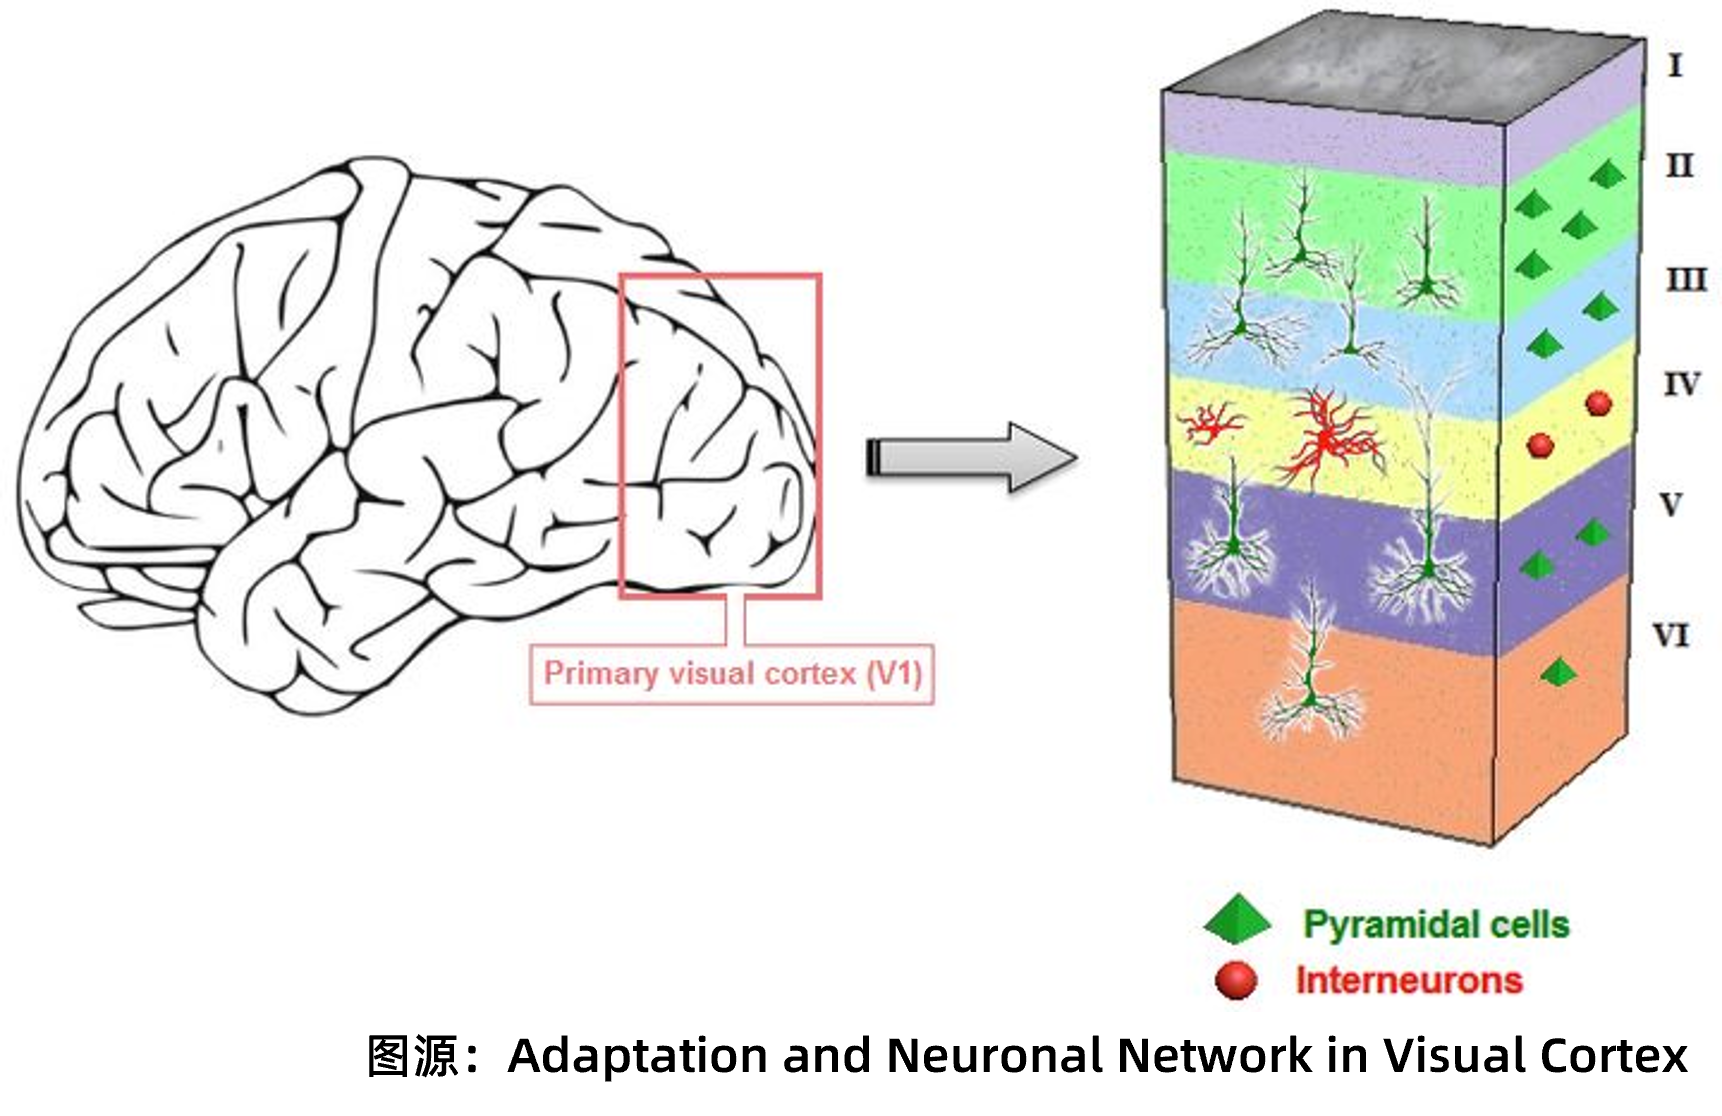 I
II
III
IV
V
VI
Primary visual cortex (V1)
Pyramidal cells
Interneurons
图源：Adaptation and Neuronal Network in Visual Cortex